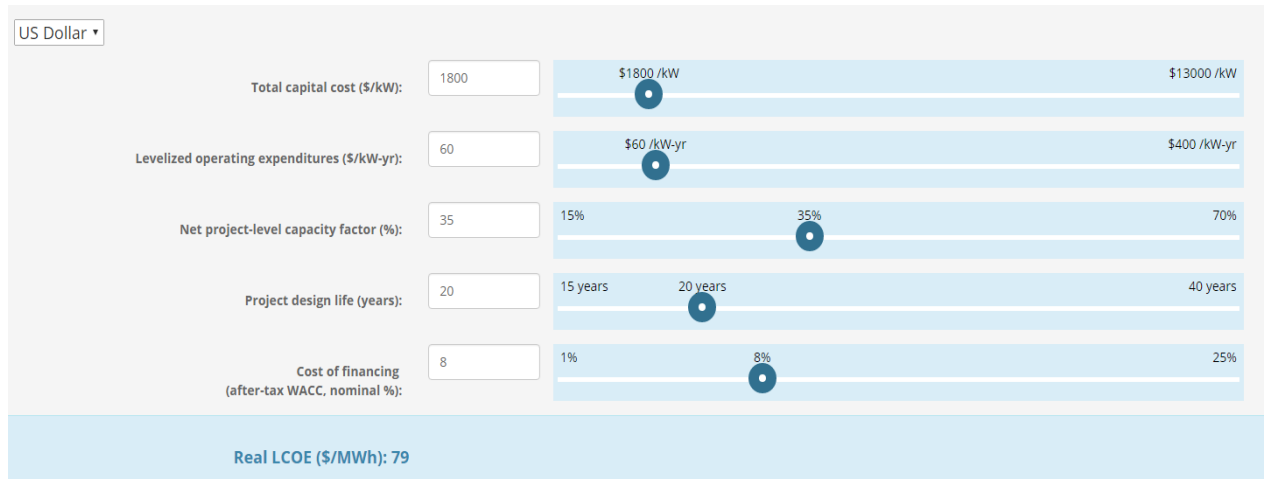 US Dollar
Total capital cost ($/kW):
1800
$1800 /kW
$13000 /kW
Levelized operating expenditures ($/kW-yr):
60
$60 /kW-yr
$400 /kW-yr
Net project-level capacity factor (%):
35
15%
35%
70%
Project design life (years):
20
15 years
20 years
40 years
Cost of financing
(after-tax WACC, nominal %):
8
1%
8%
25%
Real LCOE ($/MWh): 79